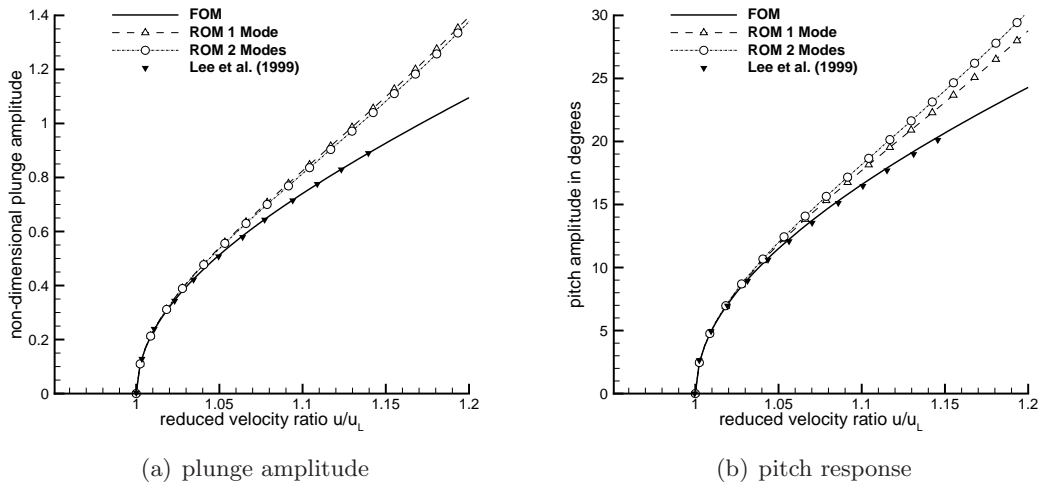 FOM
ROM 1 Mode
ROM 2 Modes
Lee et al. (1999)
non-dimensional plunge amplitude
1.4
1.2
1
0.8
0.6
0.4
0.2
0
1
1.05
1.1
1.15
1.2
reduced velocity ratio u/u_L
(a) plunge amplitude
FOM
ROM 1 Mode
ROM 2 Modes
Lee et al. (1999)
pitch amplitude in degrees
30
25
20
15
10
5
0
1
1.05
1.1
1.15
1.2
reduced velocity ratio u/u_L
(b) pitch response